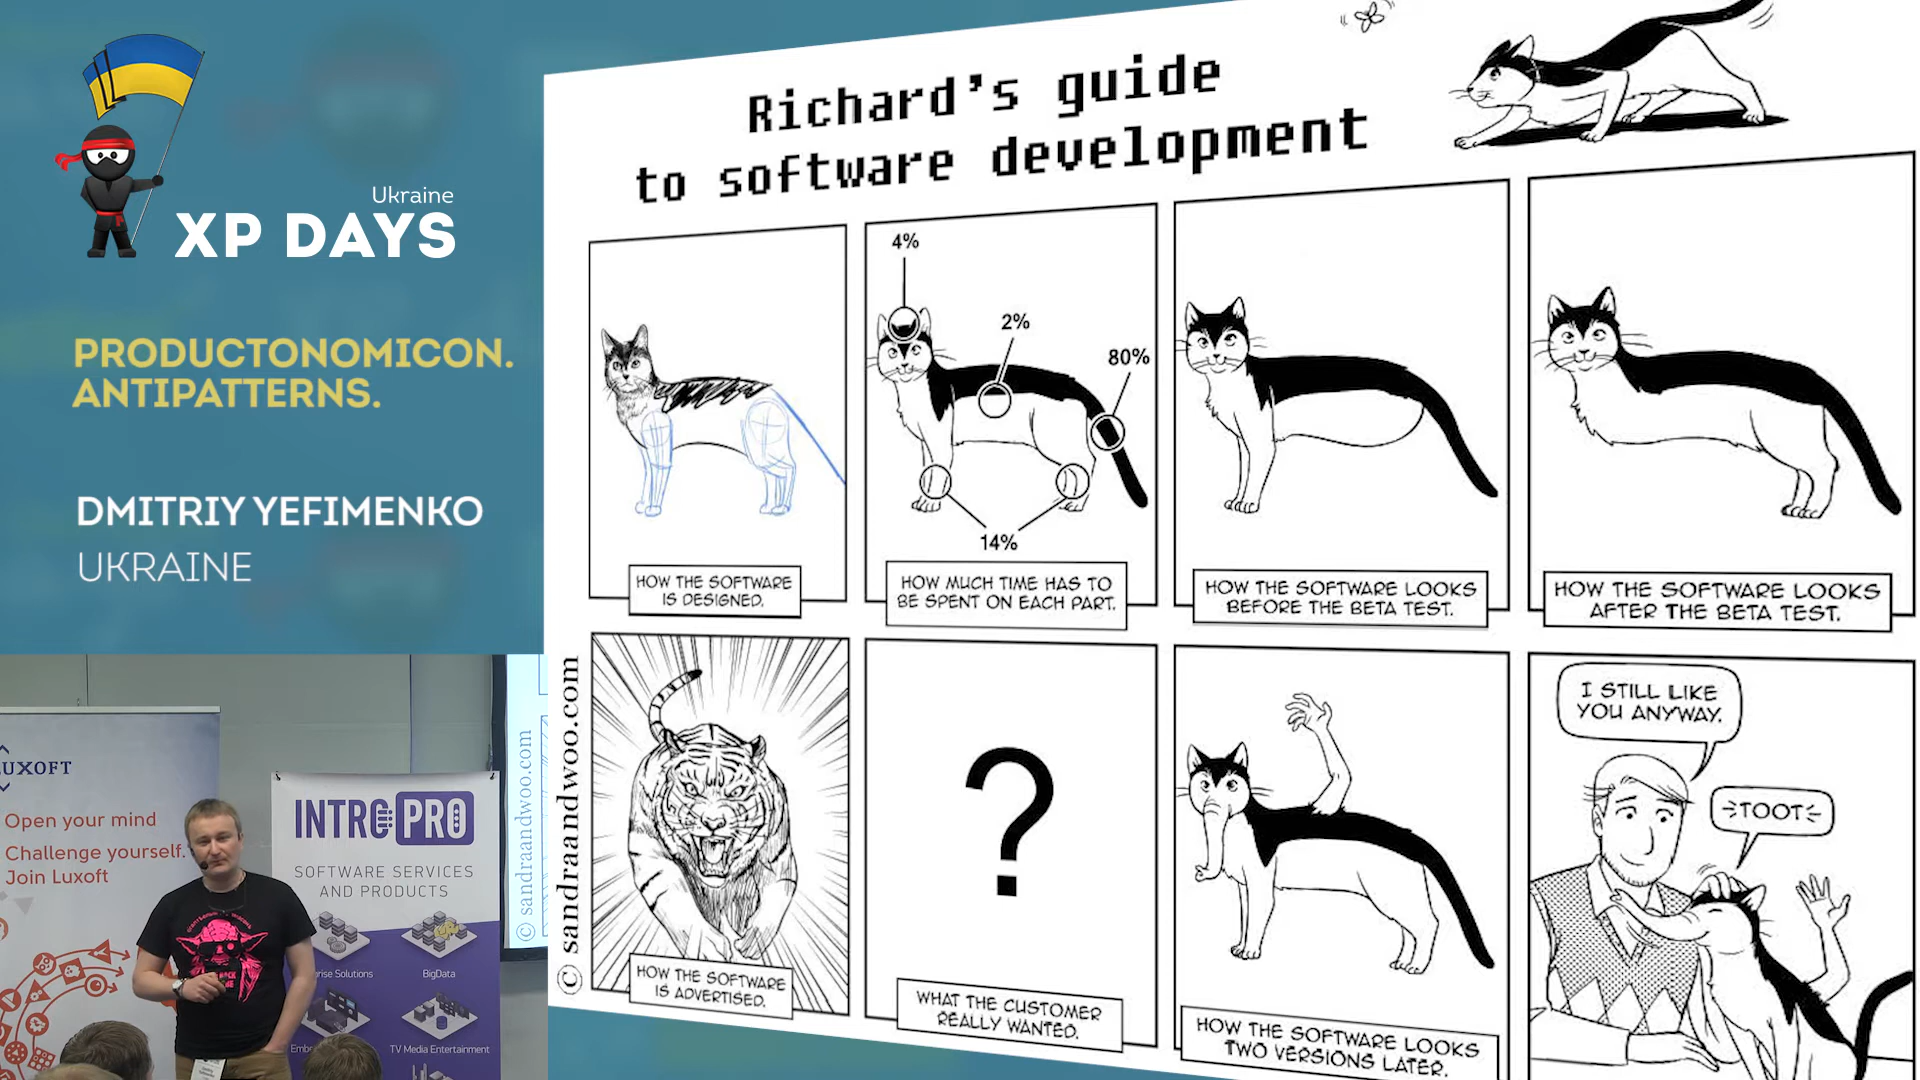 Ukraine
XP DAYS
PRODUCTONOMICON.
ANTIPATTERNS.
DMITRIY YEFIMENKO
UKRAINE
Richard's guide
to software development
4%
2%
80%
14%
HOW THE SOFTWARE
IS DESIGNED.
HOW MUCH TIME HAS TO
BE SPENT ON EACH PART.
HOW THE SOFTWARE LOOKS
BEFORE THE BETA TEST.
HOW THE SOFTWARE LOOKS
AFTER THE BETA TEST.
© sandraandwoo.com
HOW THE SOFTWARE
IS ADVERTISED.
?
WHAT THE CUSTOMER
REALLY WANTED.
HOW THE SOFTWARE LOOKS
TWO VERSIONS LATER.
I STILL LIKE
YOU ANYWAY.
TOOT
LUXOFT
Open your mind
Challenge yourself.
Join Luxoft
INTRO PRO
SOFTWARE SERVICES
AND PRODUCTS
Solutions
BigData
TV Media Entertainment
© sandraandwoo.com